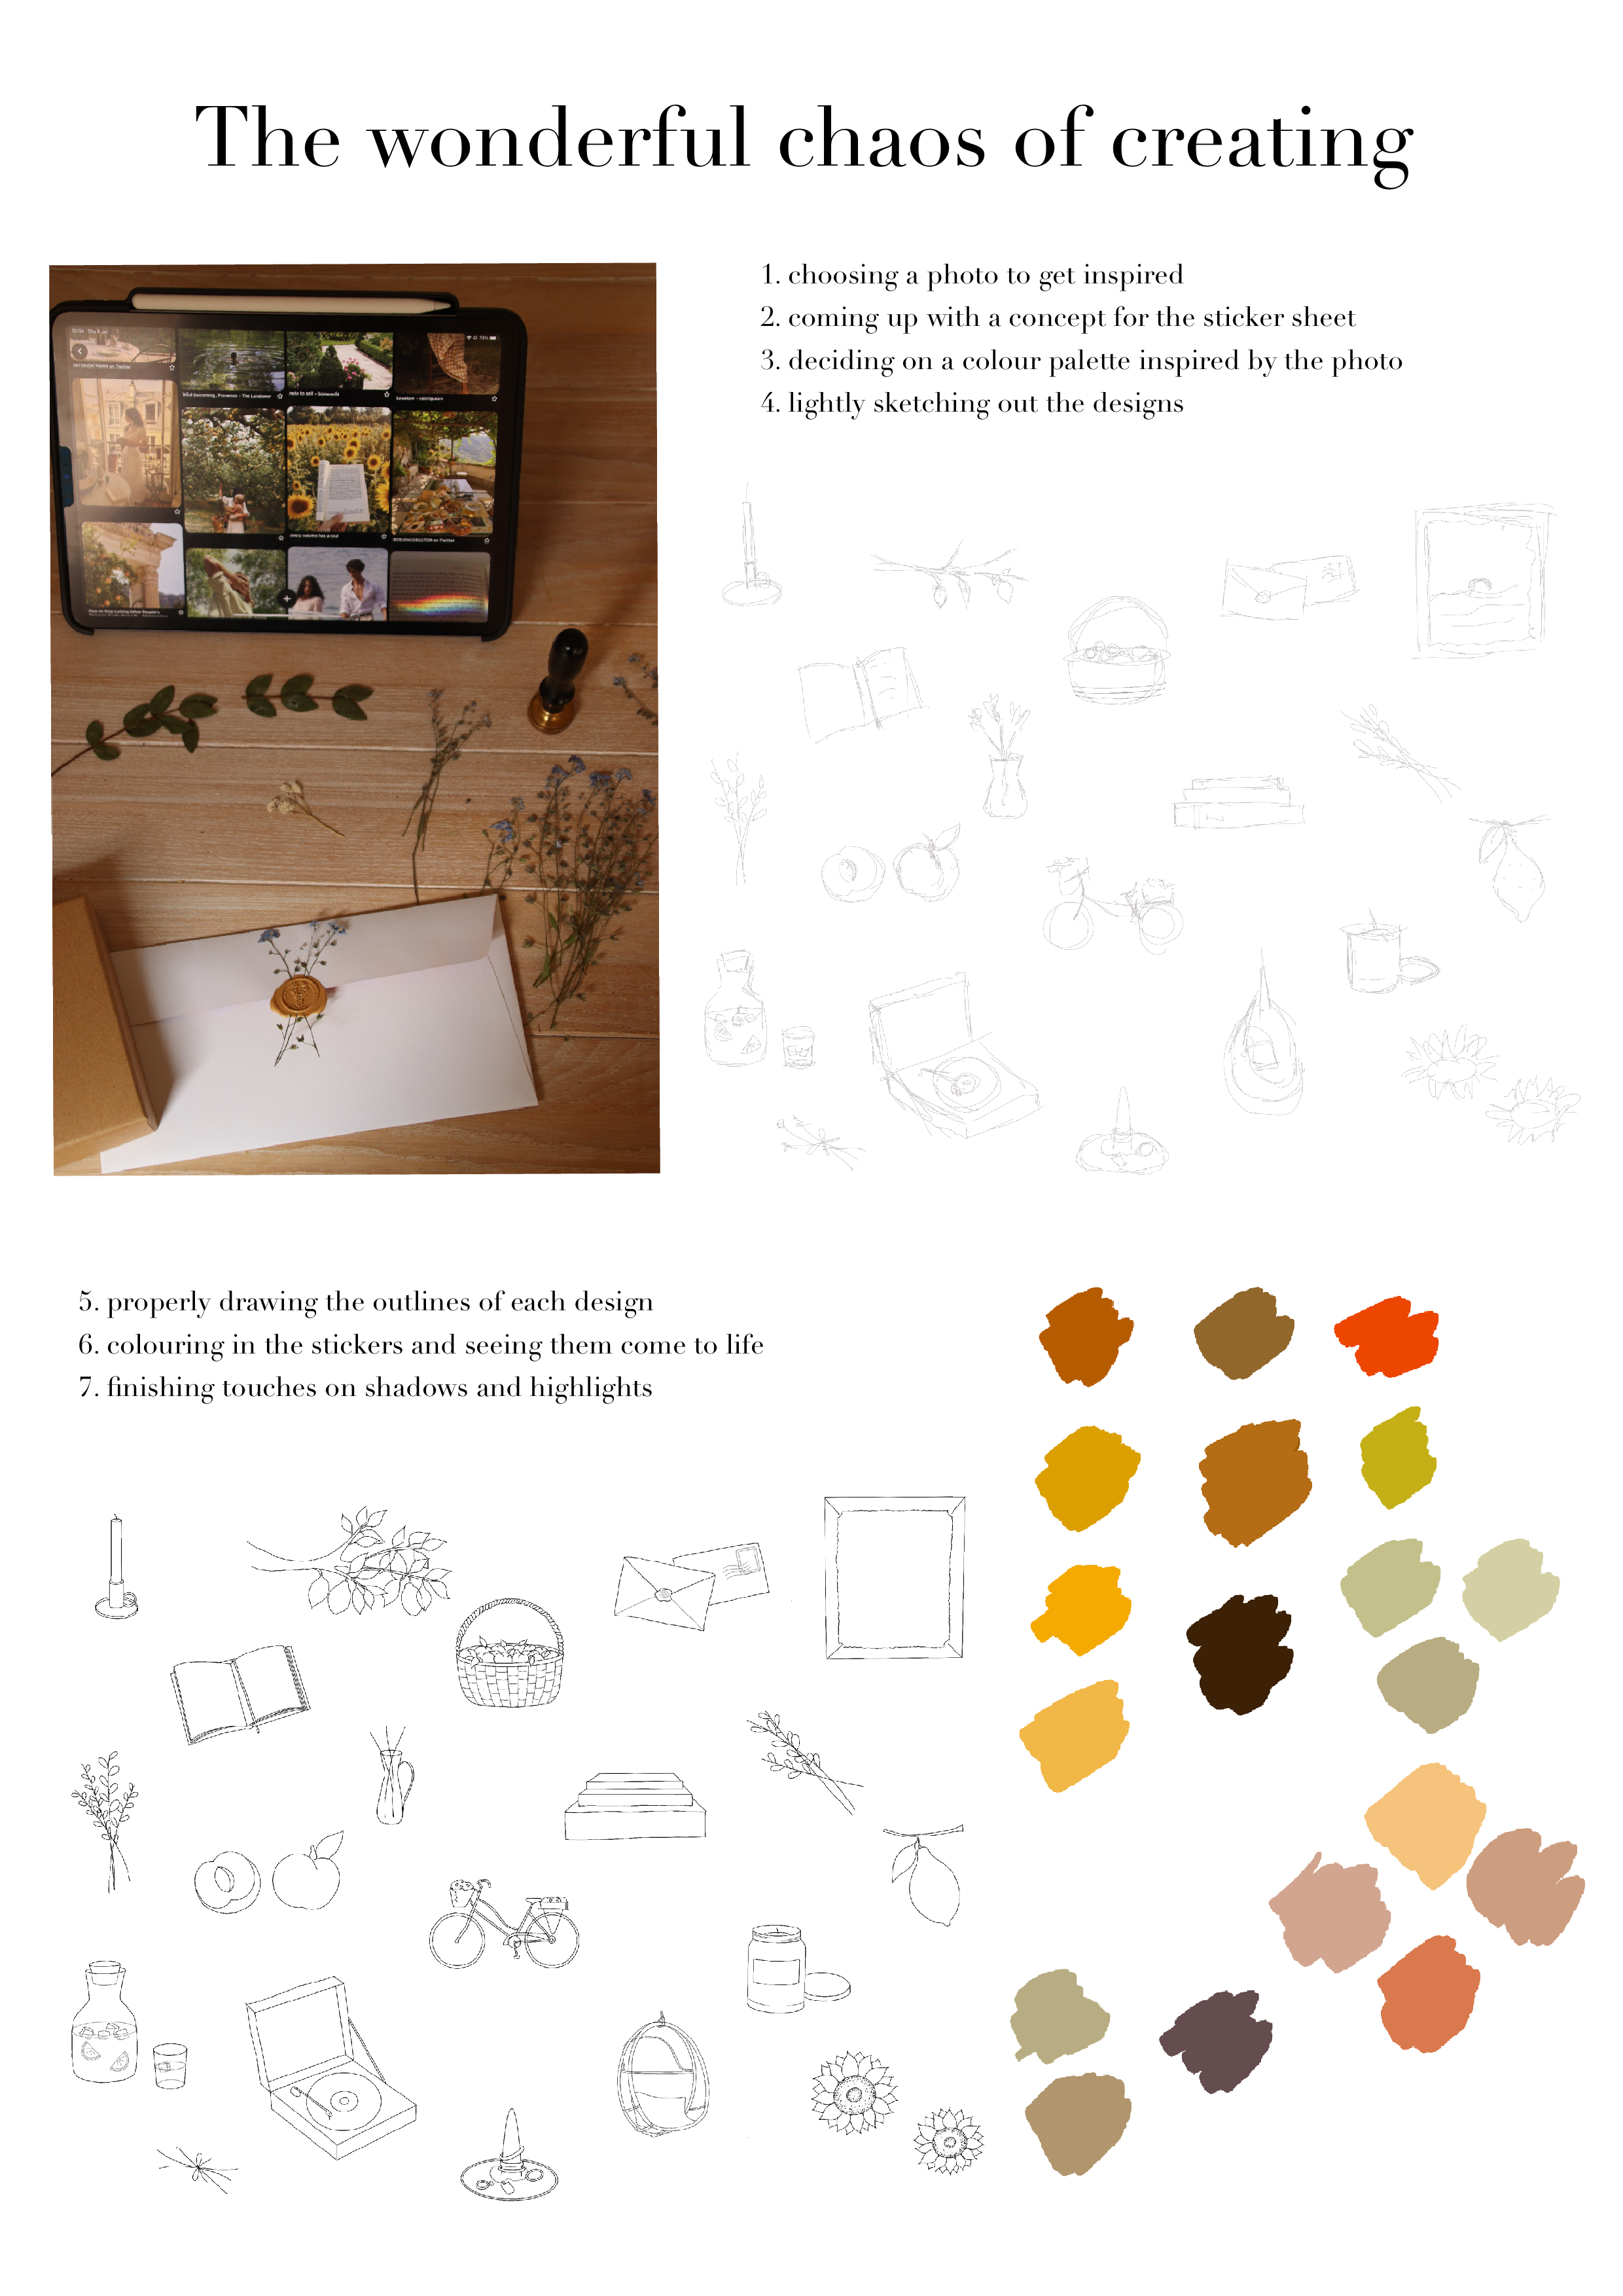 The wonderful chaos of creating
1. choosing a photo to get inspired
2. coming up with a concept for the sticker sheet
3. deciding on a colour palette inspired by the photo
4. lightly sketching out the designs
5. properly drawing the outlines of each design
6. colouring in the stickers and seeing them come to life
7. finishing touches on shadows and highlights